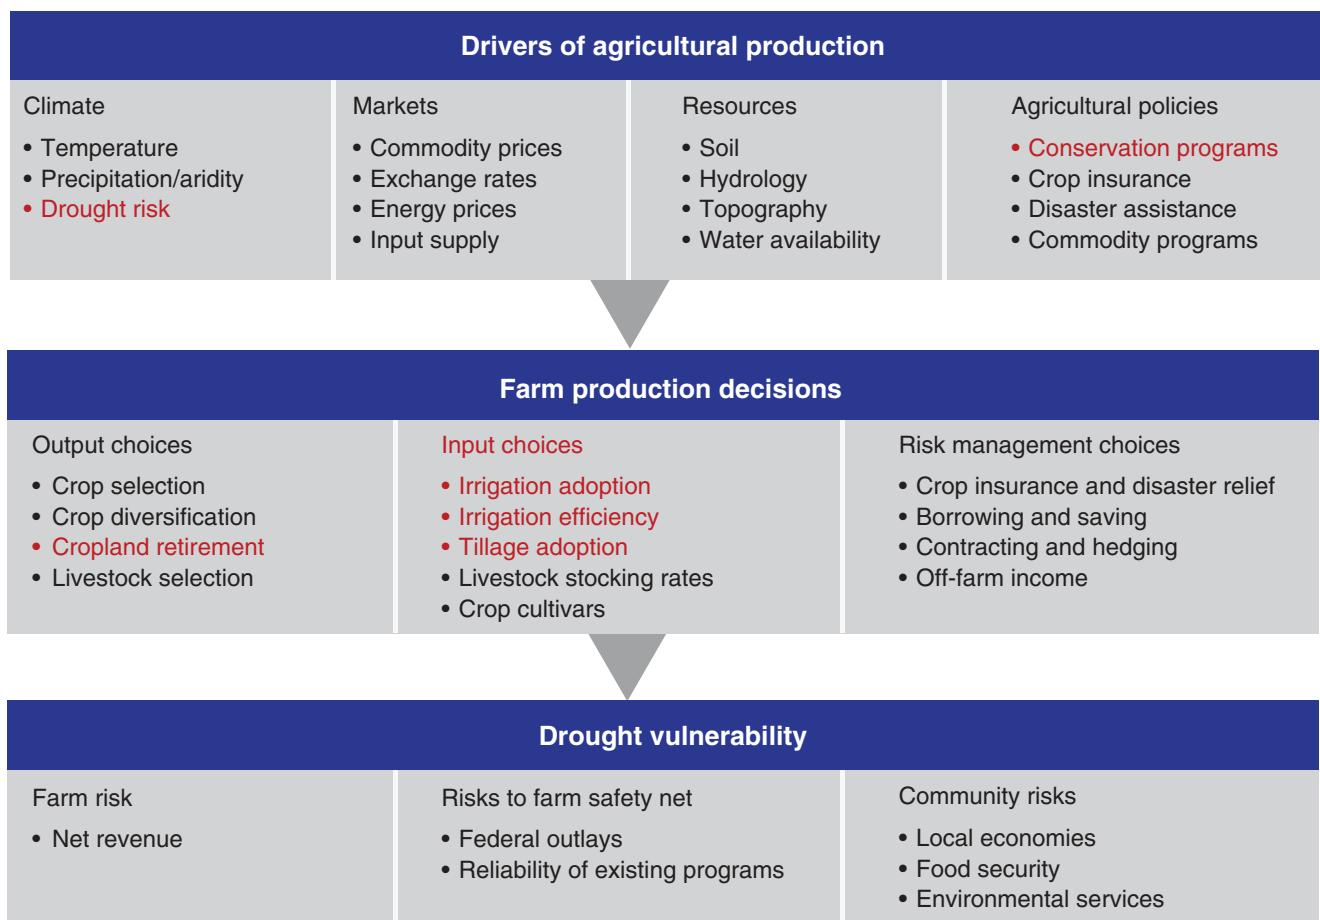 Drivers of agricultural production
Climate
• Temperature
• Precipitation/aridity
• Drought risk
Markets
• Commodity prices
• Exchange rates
• Energy prices
• Input supply
Resources
• Soil
• Hydrology
• Topography
• Water availability
Agricultural policies
• Conservation programs
• Crop insurance
• Disaster assistance
• Commodity programs
Farm production decisions
Output choices
• Crop selection
• Crop diversification
• Cropland retirement
• Livestock selection
Input choices
• Irrigation adoption
• Irrigation efficiency
• Tillage adoption
• Livestock stocking rates
• Crop cultivars
Risk management choices
• Crop insurance and disaster relief
• Borrowing and saving
• Contracting and hedging
• Off-farm income
Drought vulnerability
Farm risk
• Net revenue
Risks to farm safety net
• Federal outlays
• Reliability of existing programs
Community risks
• Local economies
• Food security
• Environmental services